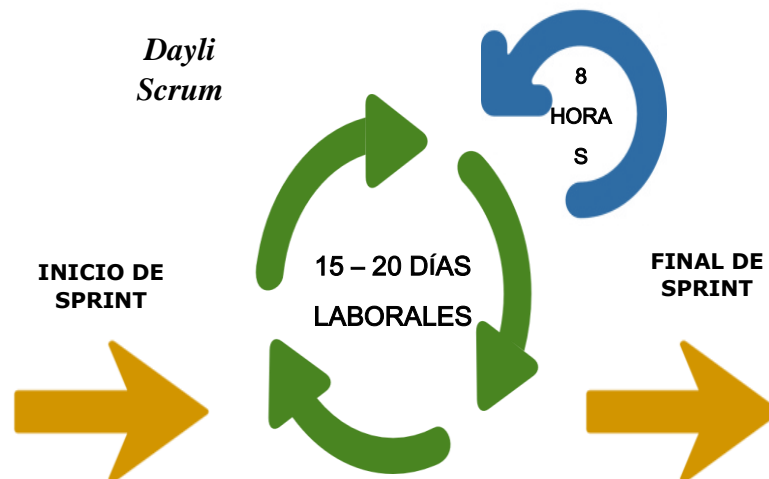 Dayli
Scrum
8
HORA
S
15 – 20 DÍAS
LABORALES
INICIO DE
SPRINT
FINAL DE
SPRINT